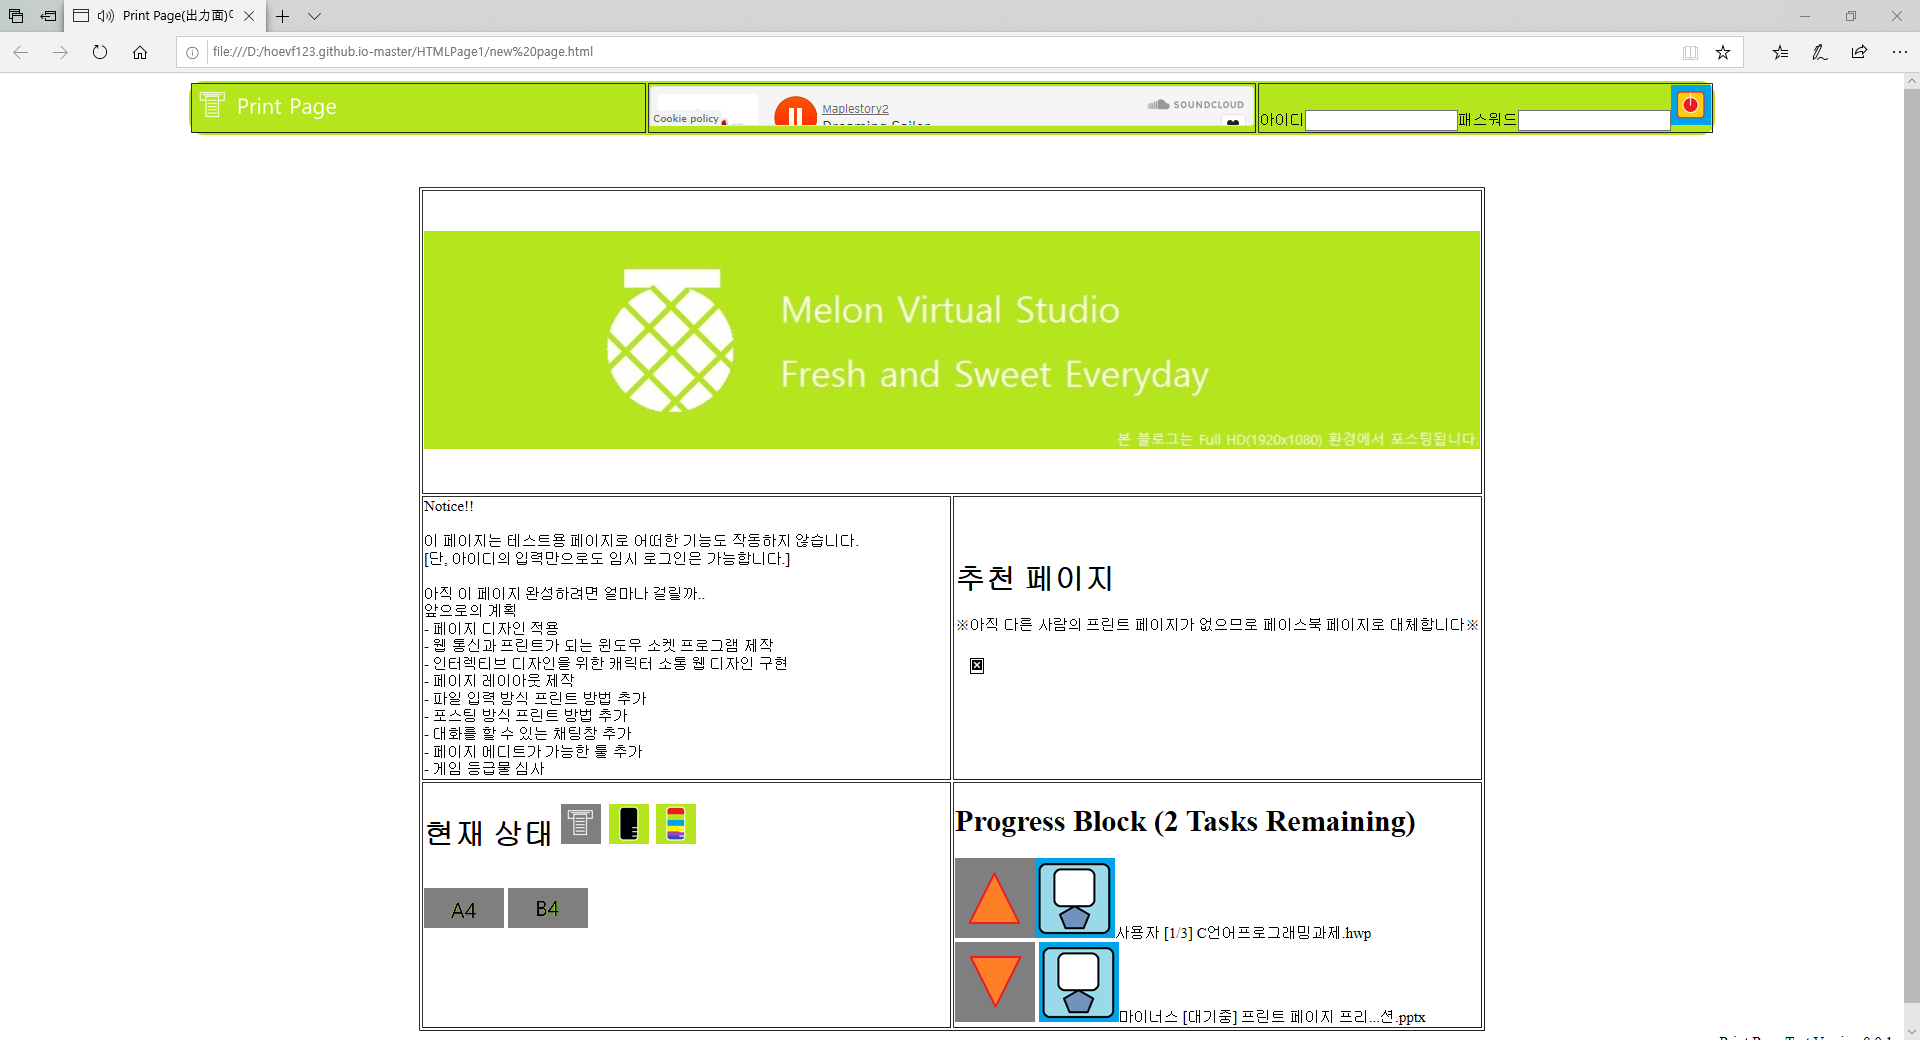 Print Page(出力面)
file:///D:/hoevf123.github.io-master/HTMLPage1/new%20page.html
Print Page
Cookie policy
Maplestory2
SOUNDCLOUD
아이디
패스워드
Melon Virtual Studio
Fresh and Sweet Everyday
본 블로그는 Full HD(1920x1080) 환경에서 포스팅됩니다.
Notice!!
이 페이지는 테스트용 페이지로 어떠한 기능도 작동하지 않습니다.
[단, 아이디의 입력만으로도 임시 로그인은 가능합니다.]
아직 이 페이지 완성하려면 얼마나 걸릴까..
앞으로의 계획
- 페이지 디자인 적용
- 웹 통신과 프린트가 되는 윈도우 소켓 프로그램 제작
- 인터렉티브 디자인을 위한 캐릭터 소통 웹 디자인 구현
- 페이지 레이아웃 제작
- 파일 입력 방식 프린트 방법 추가
- 포스팅 방식 프린트 방법 추가
- 대화를 할 수 있는 채팅창 추가
- 페이지 에디트가 가능한 툴 추가
- 게임 등급물 심사
추천 페이지
※아직 다른 사람의 프린트 페이지가 없으므로 페이스북 페이지로 대체합니다※
현재 상태
A4 B4
Progress Block (2 Tasks Remaining)
사용자 [1/3] C언어프로그래밍과제.hwp
마이너스 [대기중] 프린트 페이지 프리...션.pptx